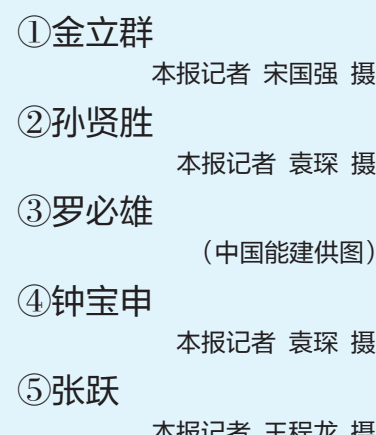 ①金立群
本报记者 宋国强 摄
②孙贤胜
本报记者 袁琛 摄
③罗必雄
（中国能建供图）
④钟宝申
本报记者 袁琛 摄
⑤张跃
本报记者 王程龙 摄